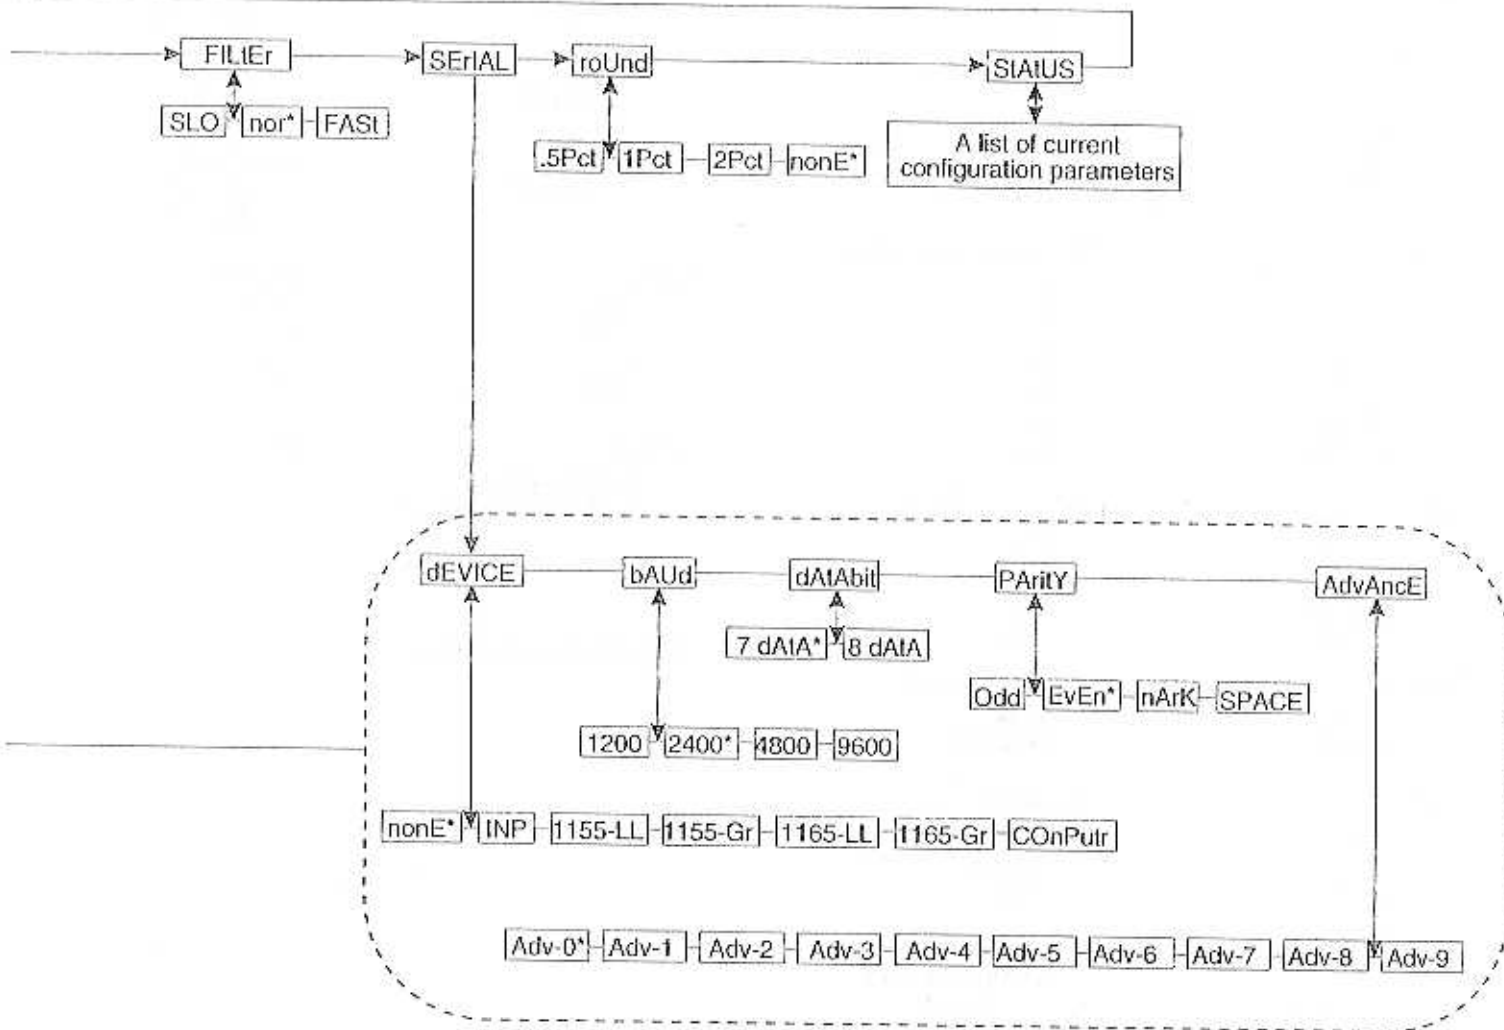 FILtEr
SErIAL
roUnd
StAtUS
SLO
nor*
FASt
.5Pct
1Pct
2Pct
nonE*
A list of current
configuration parameters
dEVICE
bAUd
dAtAbit
PAritY
AdvAncE
7 dAtA*
8 dAtA
Odd
EvEn*
nArK
SPACE
1200
2400*
4800
9600
nonE*
INP
1155-LL
1155-Gr
1165-LL
1165-Gr
COnPutr
Adv-0*
Adv-1
Adv-2
Adv-3
Adv-4
Adv-5
Adv-6
Adv-7
Adv-8
Adv-9